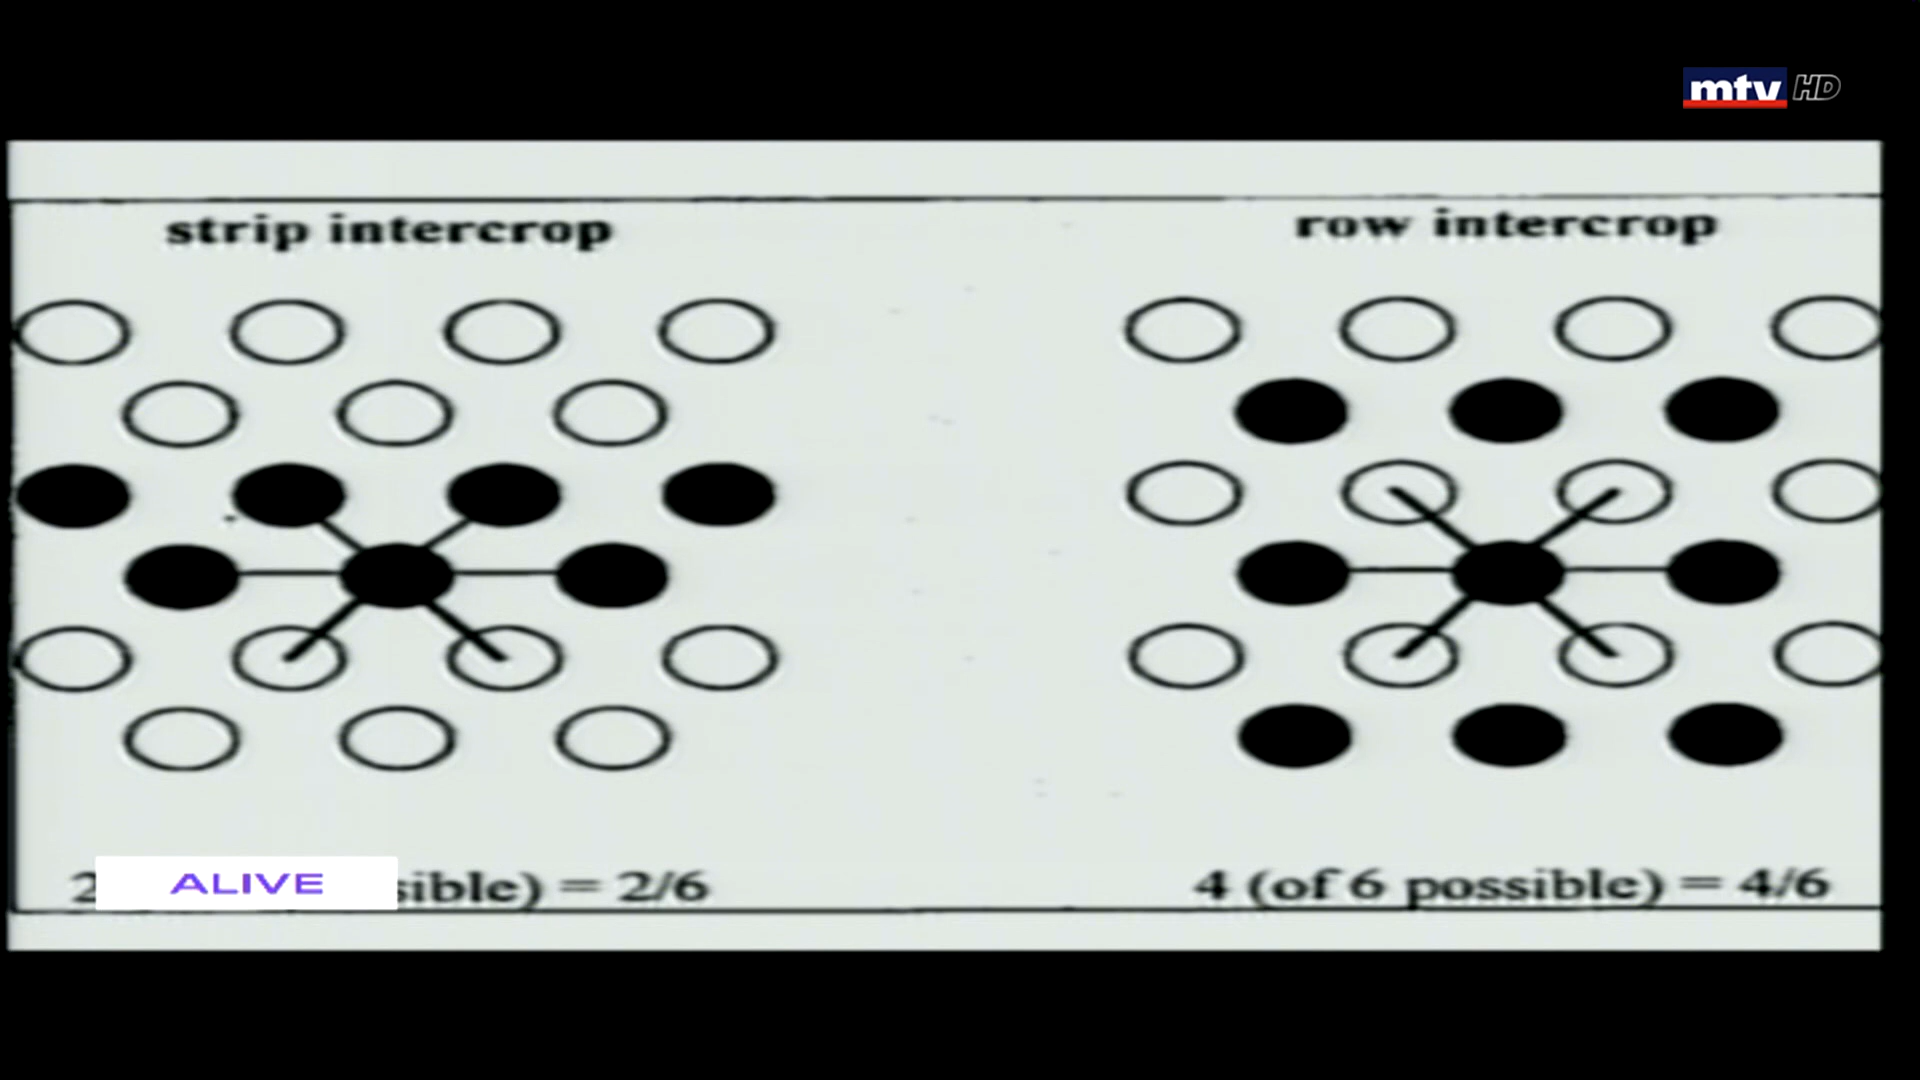 mtv HD
strip intercrop
row intercrop
2 sible) = 2/6
4 (of 6 possible) = 4/6
ALIVE